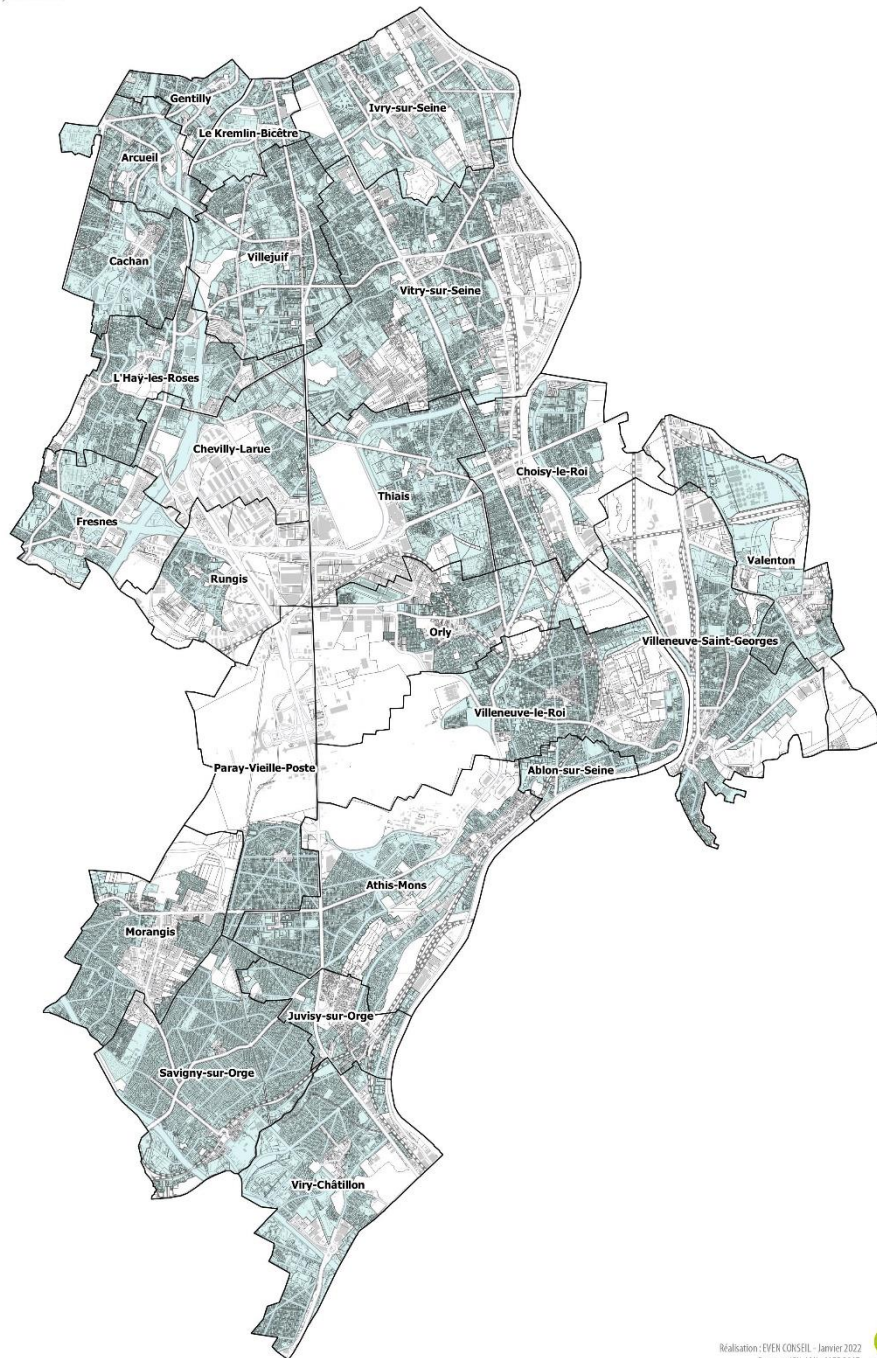 Gentilly
Ivry-sur-Seine
Le Kremlin-Bicêtre
Arcueil
Cachan
Villejuif
Vitry-sur-Seine
L'Haÿ-les-Roses
Chevilly-Larue
Choisy-le-Roi
Thiais
Fresnes
Rungis
Valenton
Orly
Villeneuve-Saint-Georges
Villeneuve-le-Roi
Paray-Vieille-Poste
Ablon-sur-Seine
Athis-Mons
Morangis
Juvisy-sur-Orge
Savigny-sur-Orge
Viry-Châtillon
Réalisation : EVEN CONSEIL - Janvier 2022